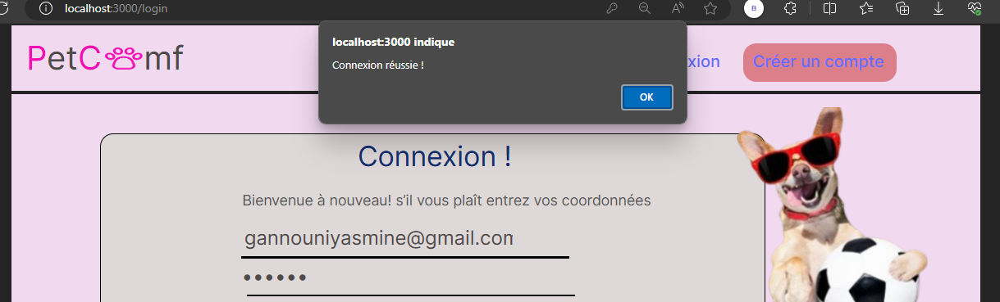 localhost:3000/login
B
localhost:3000 indique
Connexion réussie !
OK
PetC mf
xion
Créer un compte
Connexion !
Bienvenue à nouveau! s'il vous plaît entrez vos coordonnées
gannouniyasmine@gmail.com
••••••